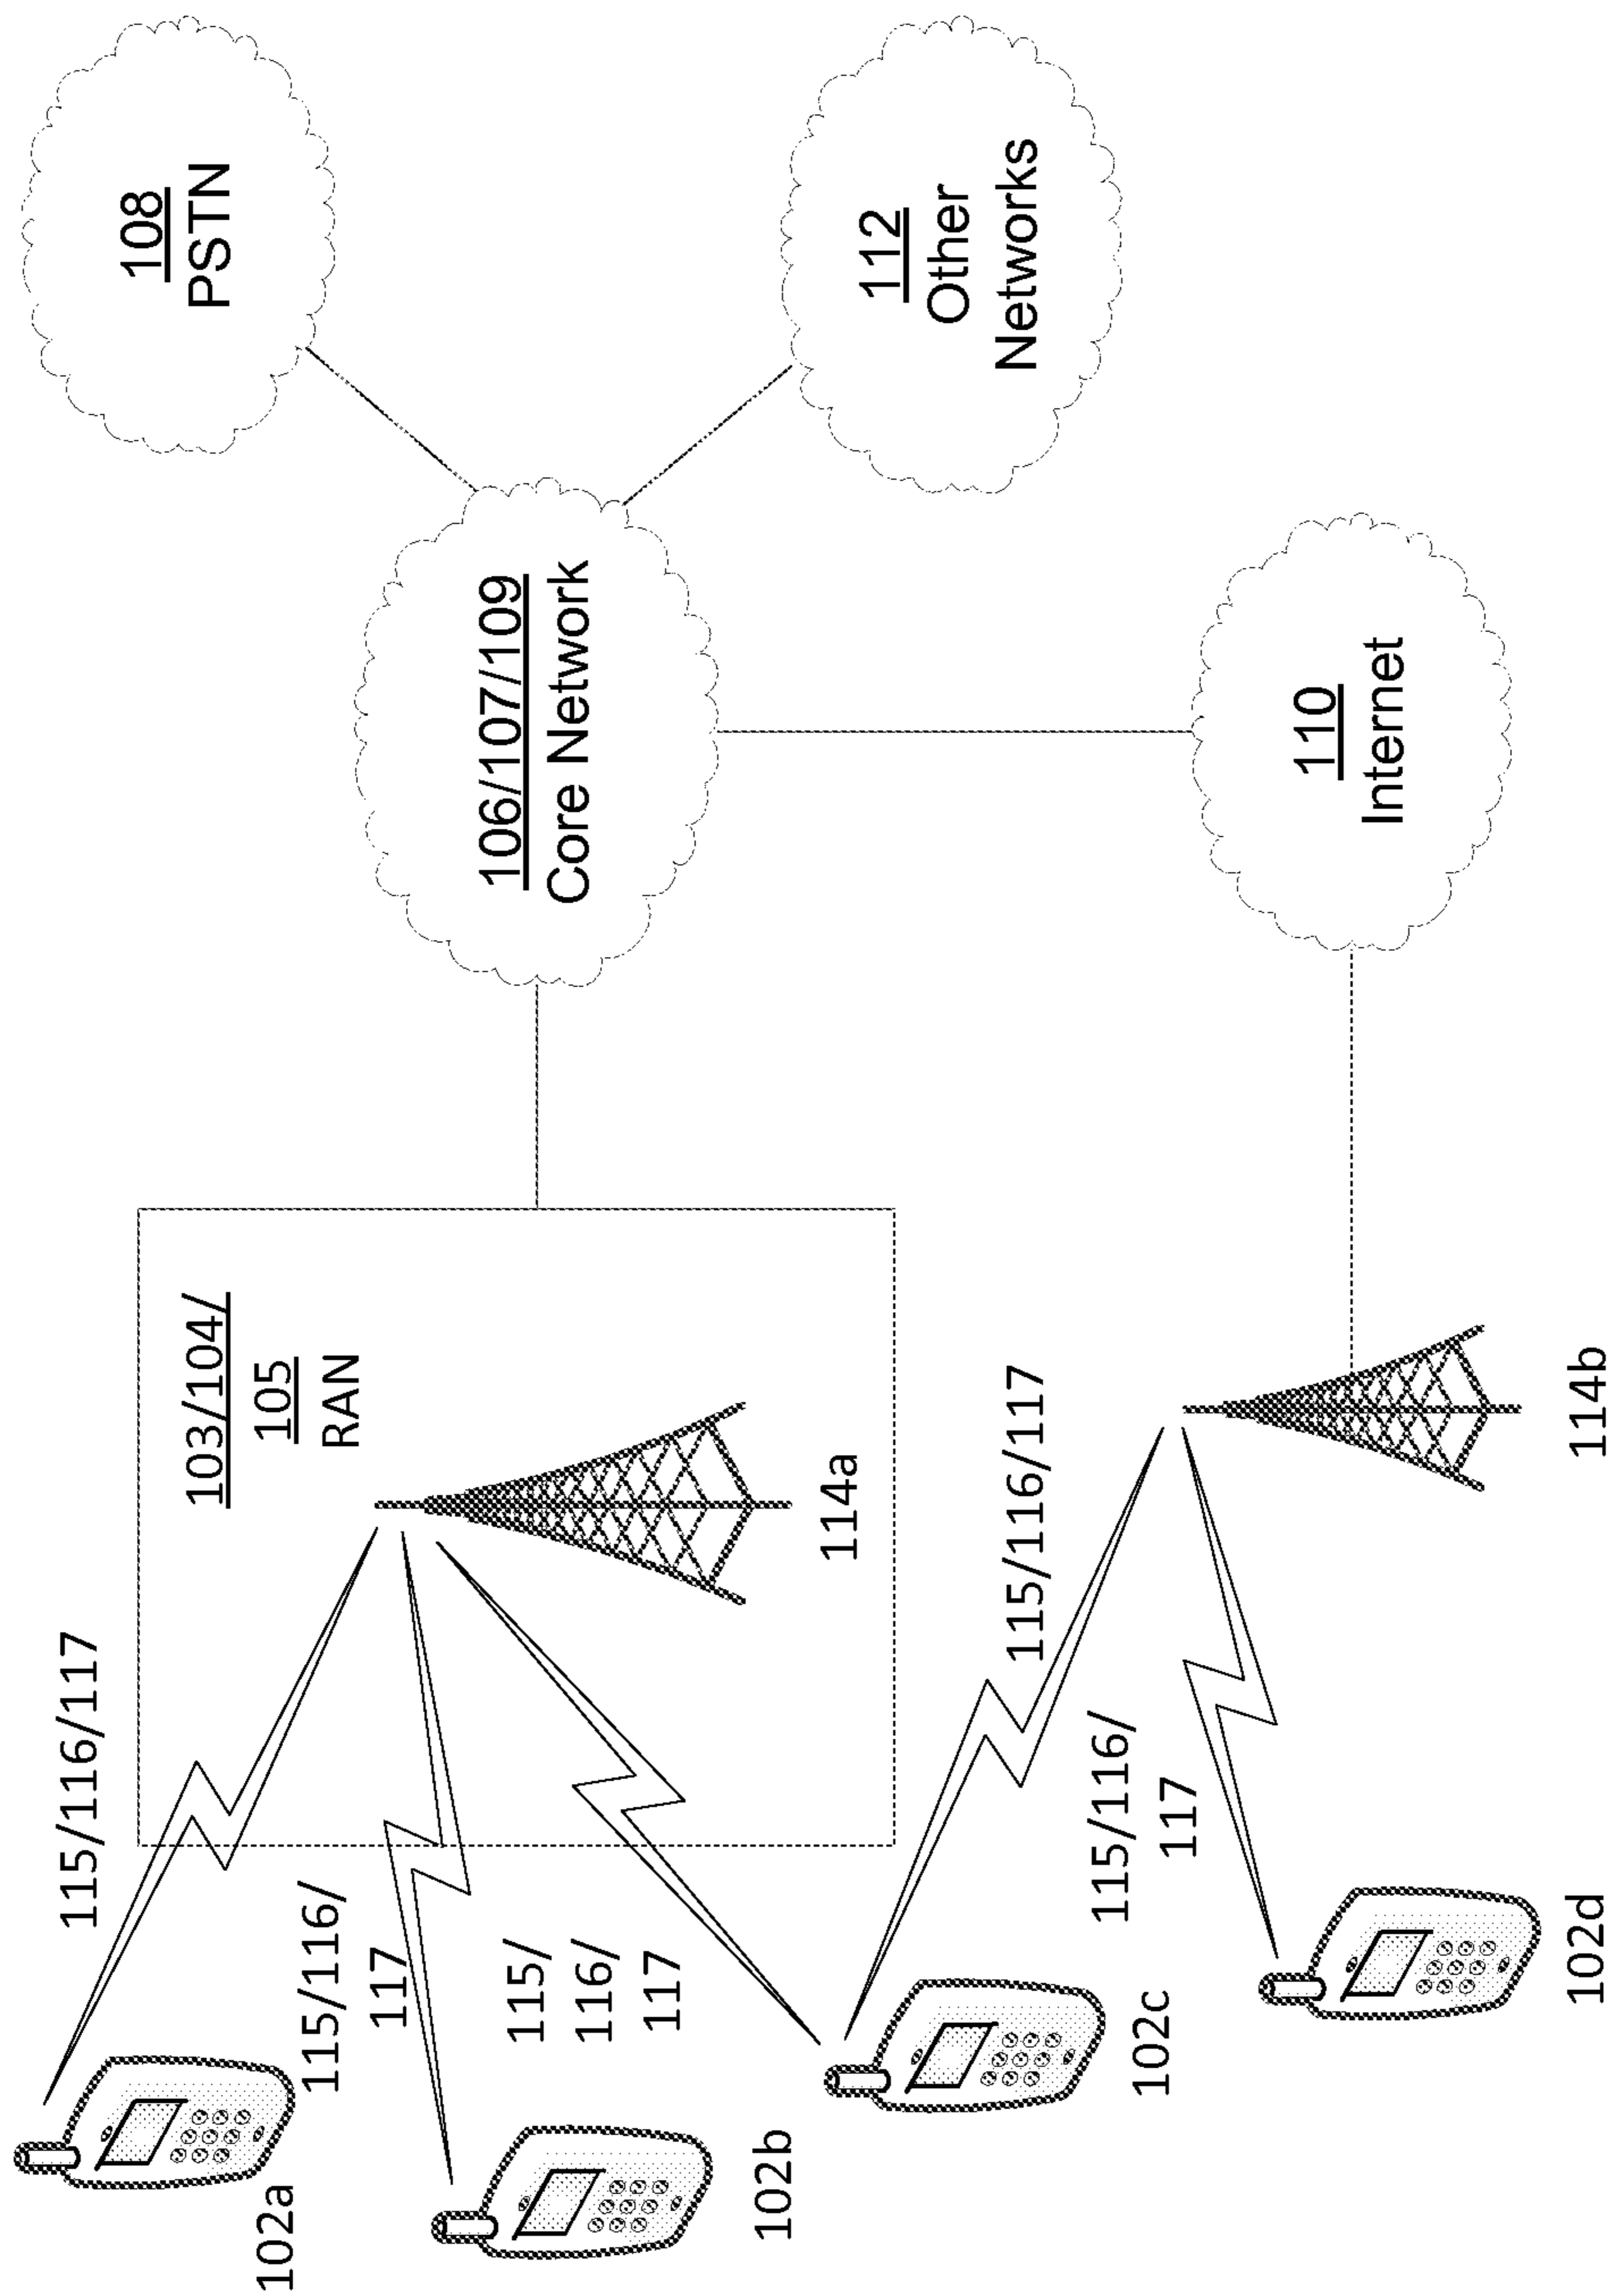 108
PSTN
106/107/109
Core Network
112
Other
Networks
110
Internet
103/104/
105
RAN
114a
115/116/117
115/116/
117
115/
116/
117
115/116/117
115/116/
117
114b
102a
102b
102c
102d